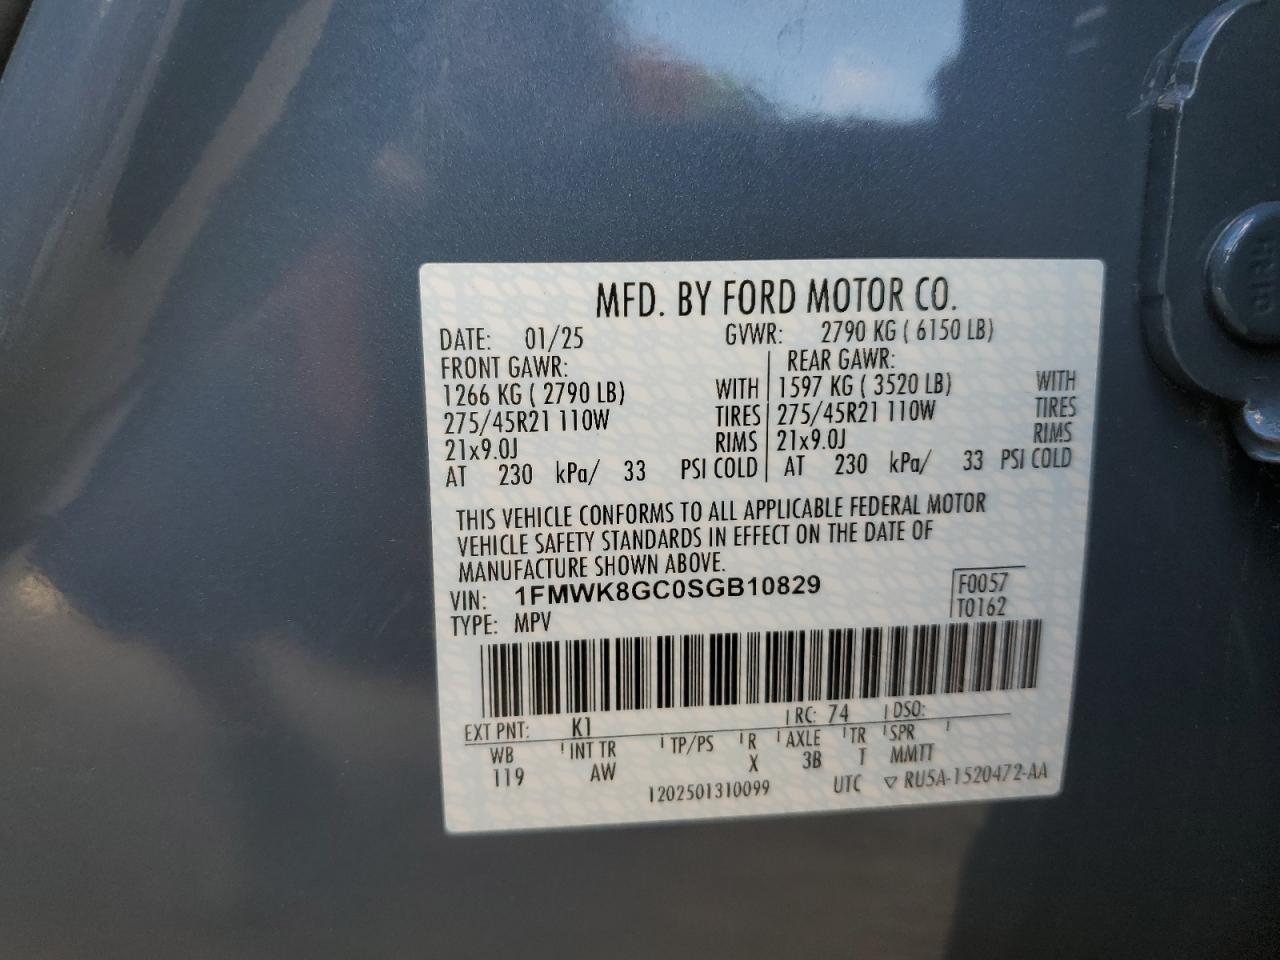 MFD. BY FORD MOTOR CO.
DATE: 01/25 GVWR: 2790 KG ( 6150 LB)
FRONT GAWR: REAR GAWR:
1266 KG ( 2790 LB) WITH 1597 KG ( 3520 LB) WITH
275/45R21 110W TIRES 275/45R21 110W TIRES
21x9.0J RIMS 21x9.0J RIMS
AT 230 kPa/ 33 PSI COLD AT 230 kPa/ 33 PSI COLD
THIS VEHICLE CONFORMS TO ALL APPLICABLE FEDERAL MOTOR
VEHICLE SAFETY STANDARDS IN EFFECT ON THE DATE OF
MANUFACTURE SHOWN ABOVE.
VIN: 1FMWK8GC0SGB10829 F0057
TYPE: MPV T0162
EXT PNT: K1 RC: 74 DSO:
WB INT TR TP/PS R AXLE TR SPR
119 AW X 3B T MMTT
1202501310099 UTC ▽ RU5A-1520472-AA